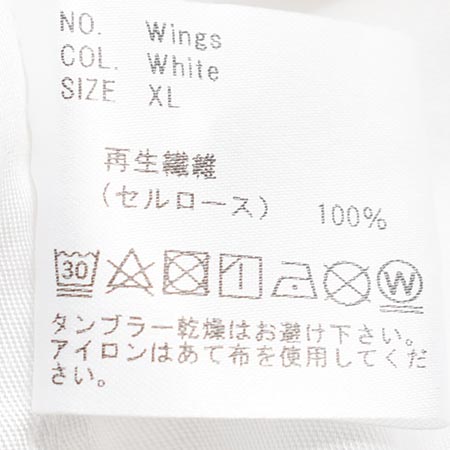 NO. Wings
COL. White
SIZE XL
再生繊維
(セルロース) 100%
30 W
タンブラー乾燥はお避け下さい。
アイロンはあて布を使用してくだ
さい。